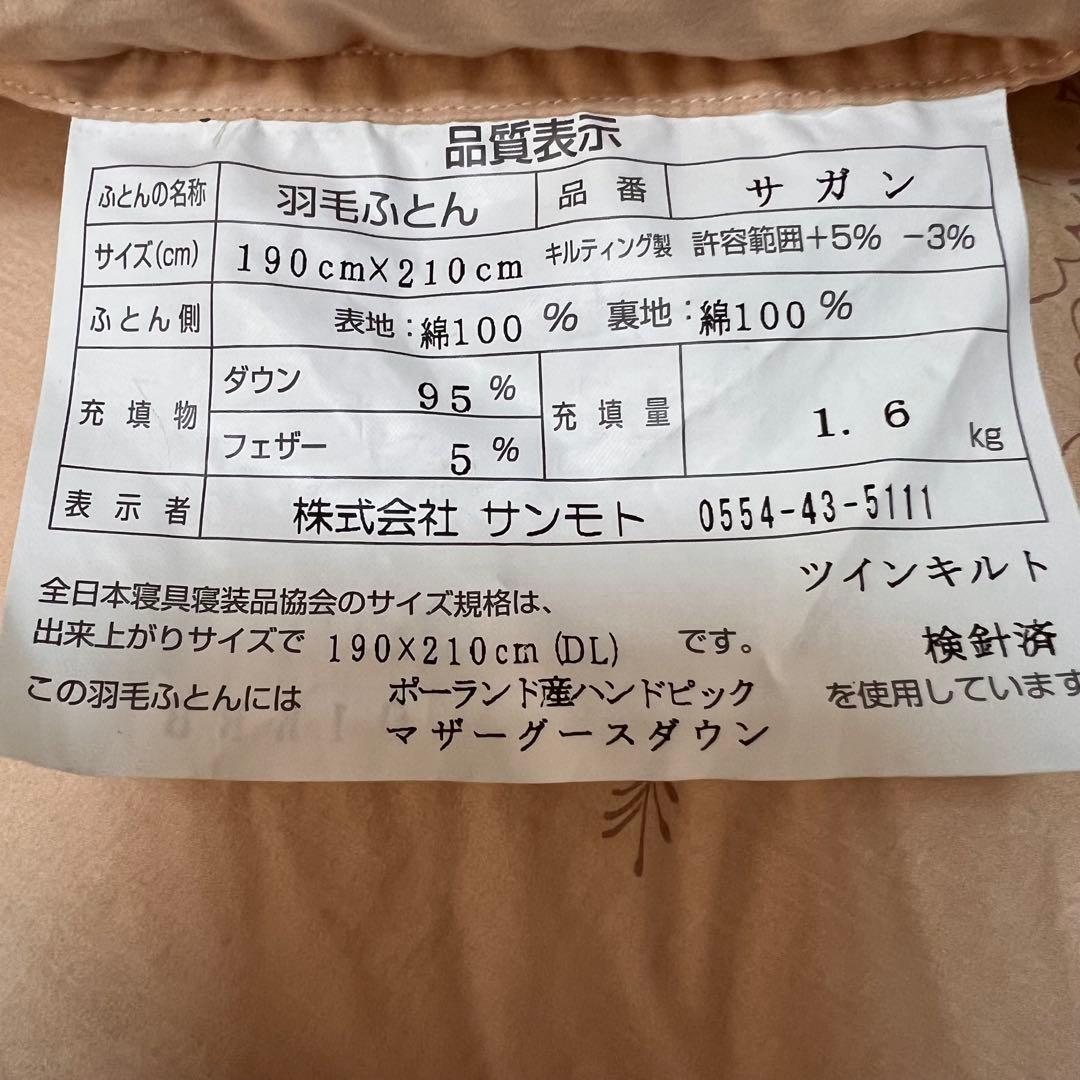 品質表示
ふとんの名称 羽毛ふとん 品番 サガン
サイズ(cm) 190cm×210cm キルティング製 許容範囲+5% -3%
ふとん側 表地:綿100% 裏地:綿100%
充填物 ダウン 95% 充填量 1.6kg
フェザー 5%
表示者 株式会社 サンモト 0554-43-5111
ツインキルト
全日本寝具寝装品協会のサイズ規格は、
出来上がりサイズで 190×210cm(DL) です。 検針済
この羽毛ふとんには ポーランド産ハンドピック を使用しています
マザーグースダウン